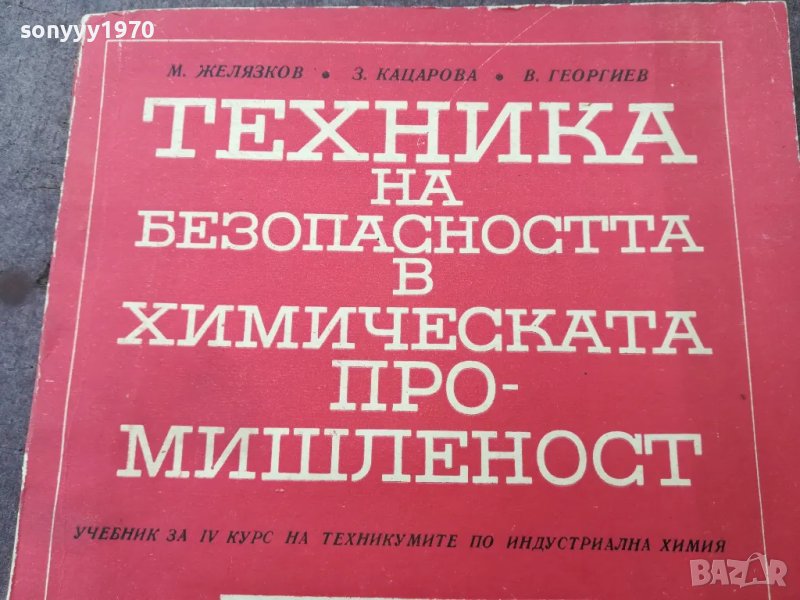 sonyyy1970
М. ЖЕЛЯЗКОВ • З. КАЦАРОВА • В. ГЕОРГИЕВ
ТЕХНИКА
НА
БЕЗОПАСНОСТТА
В
ХИМИЧЕСКАТА
ПРО-
МИШЛЕНОСТ
УЧЕБНИК ЗА IV КУРС НА ТЕХНИКУМИТЕ ПО ИНДУСТРИАЛНА ХИМИЯ
BAZAR